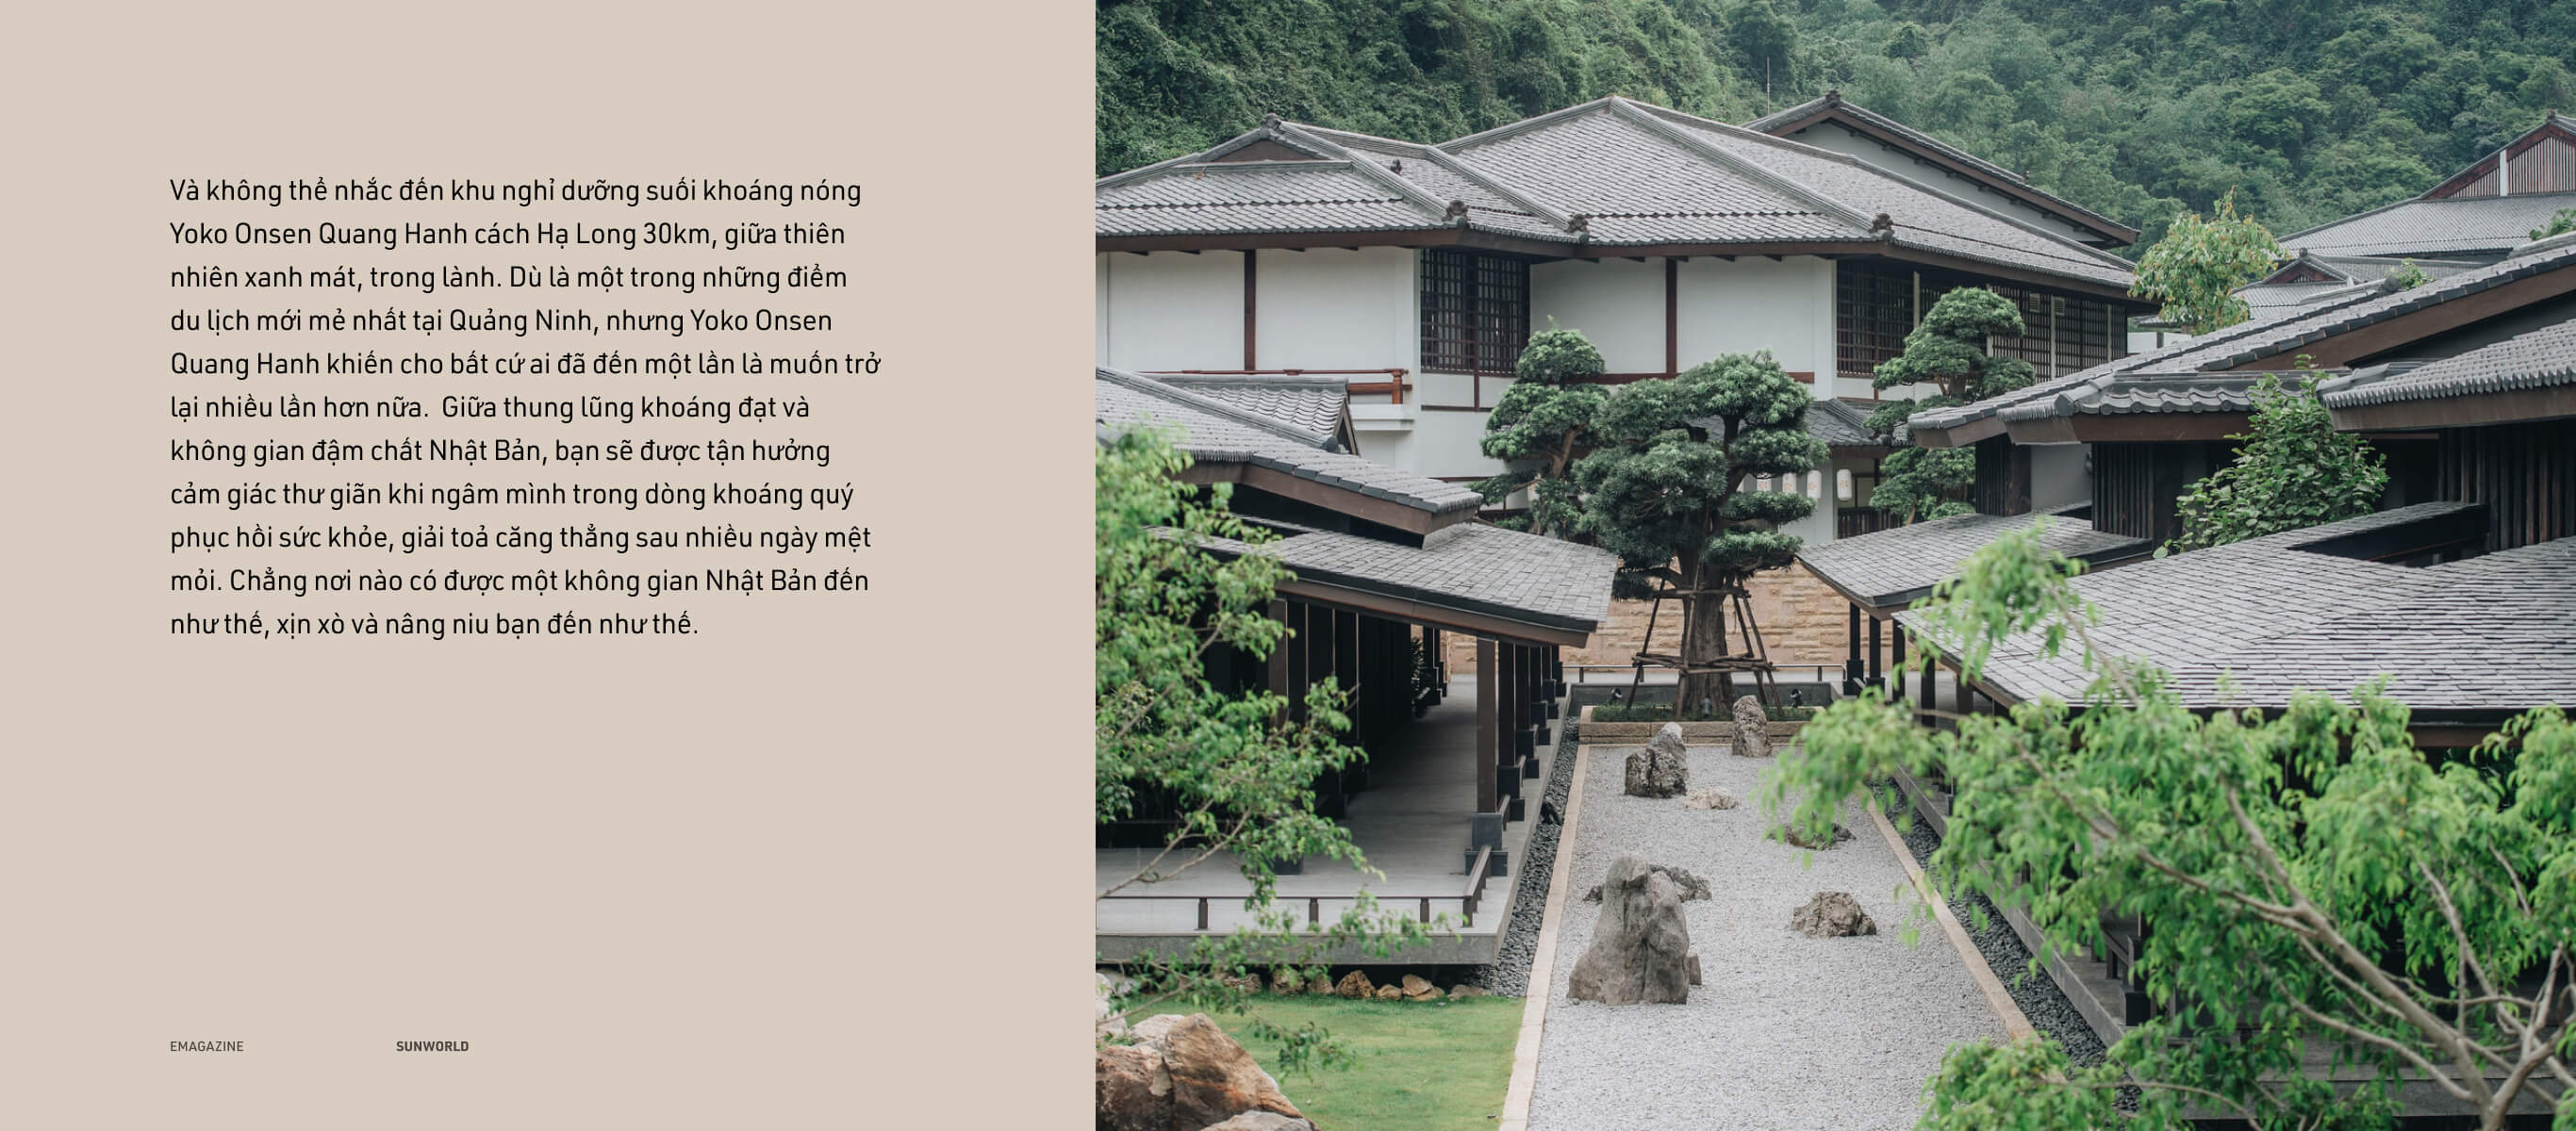 Và không thể nhắc đến khu nghỉ dưỡng suối khoáng nóng
Yoko Onsen Quang Hanh cách Hạ Long 30km, giữa thiên
nhiên xanh mát, trong lành. Dù là một trong những điểm
du lịch mới mẻ nhất tại Quảng Ninh, nhưng Yoko Onsen
Quang Hanh khiến cho bất cứ ai đã đến một lần là muốn trở
lại nhiều lần hơn nữa.  Giữa thung lũng khoáng đạt và
không gian đậm chất Nhật Bản, bạn sẽ được tận hưởng
cảm giác thư giãn khi ngâm mình trong dòng khoáng quý
phục hồi sức khỏe, giải toả căng thẳng sau nhiều ngày mệt
mỏi. Chẳng nơi nào có được một không gian Nhật Bản đến
như thế, xịn xò và nâng niu bạn đến như thế.
EMAGAZINE
SUNWORLD